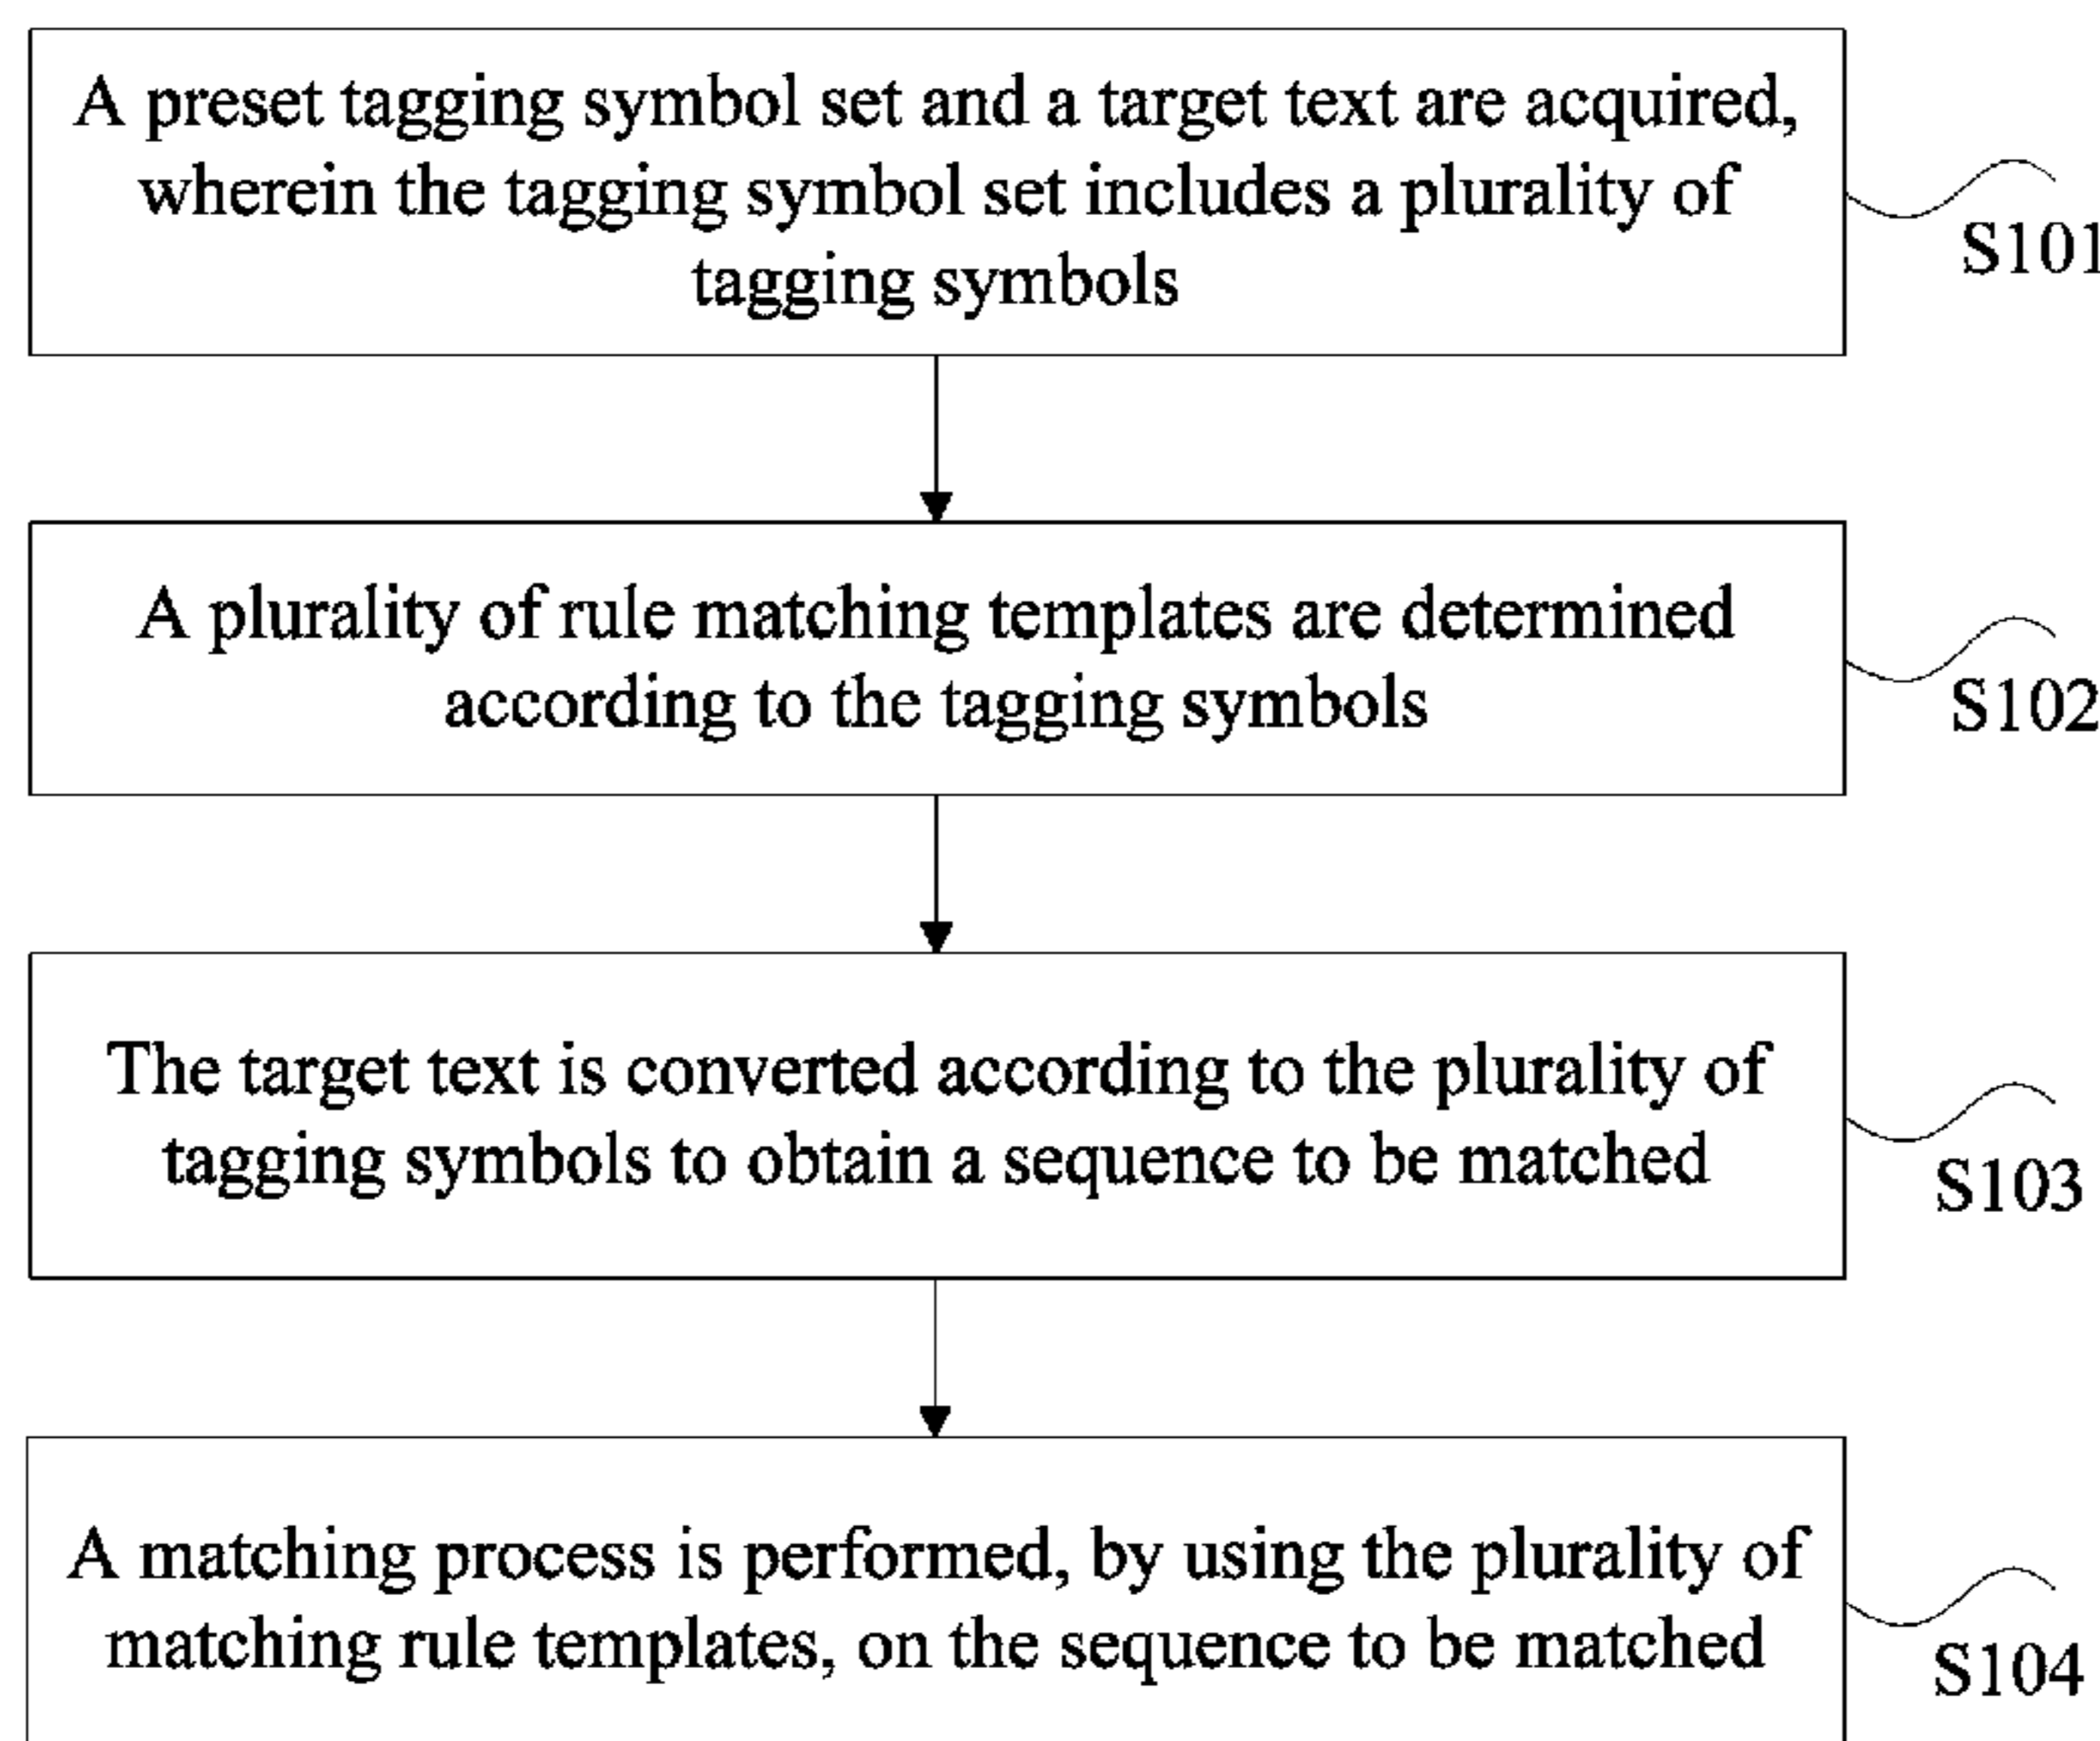 A preset tagging symbol set and a target text are acquired,
wherein the tagging symbol set includes a plurality of
tagging symbols
S101
A plurality of rule matching templates are determined
according to the tagging symbols
S102
The target text is converted according to the plurality of
tagging symbols to obtain a sequence to be matched
S103
A matching process is performed, by using the plurality of
matching rule templates, on the sequence to be matched
S104